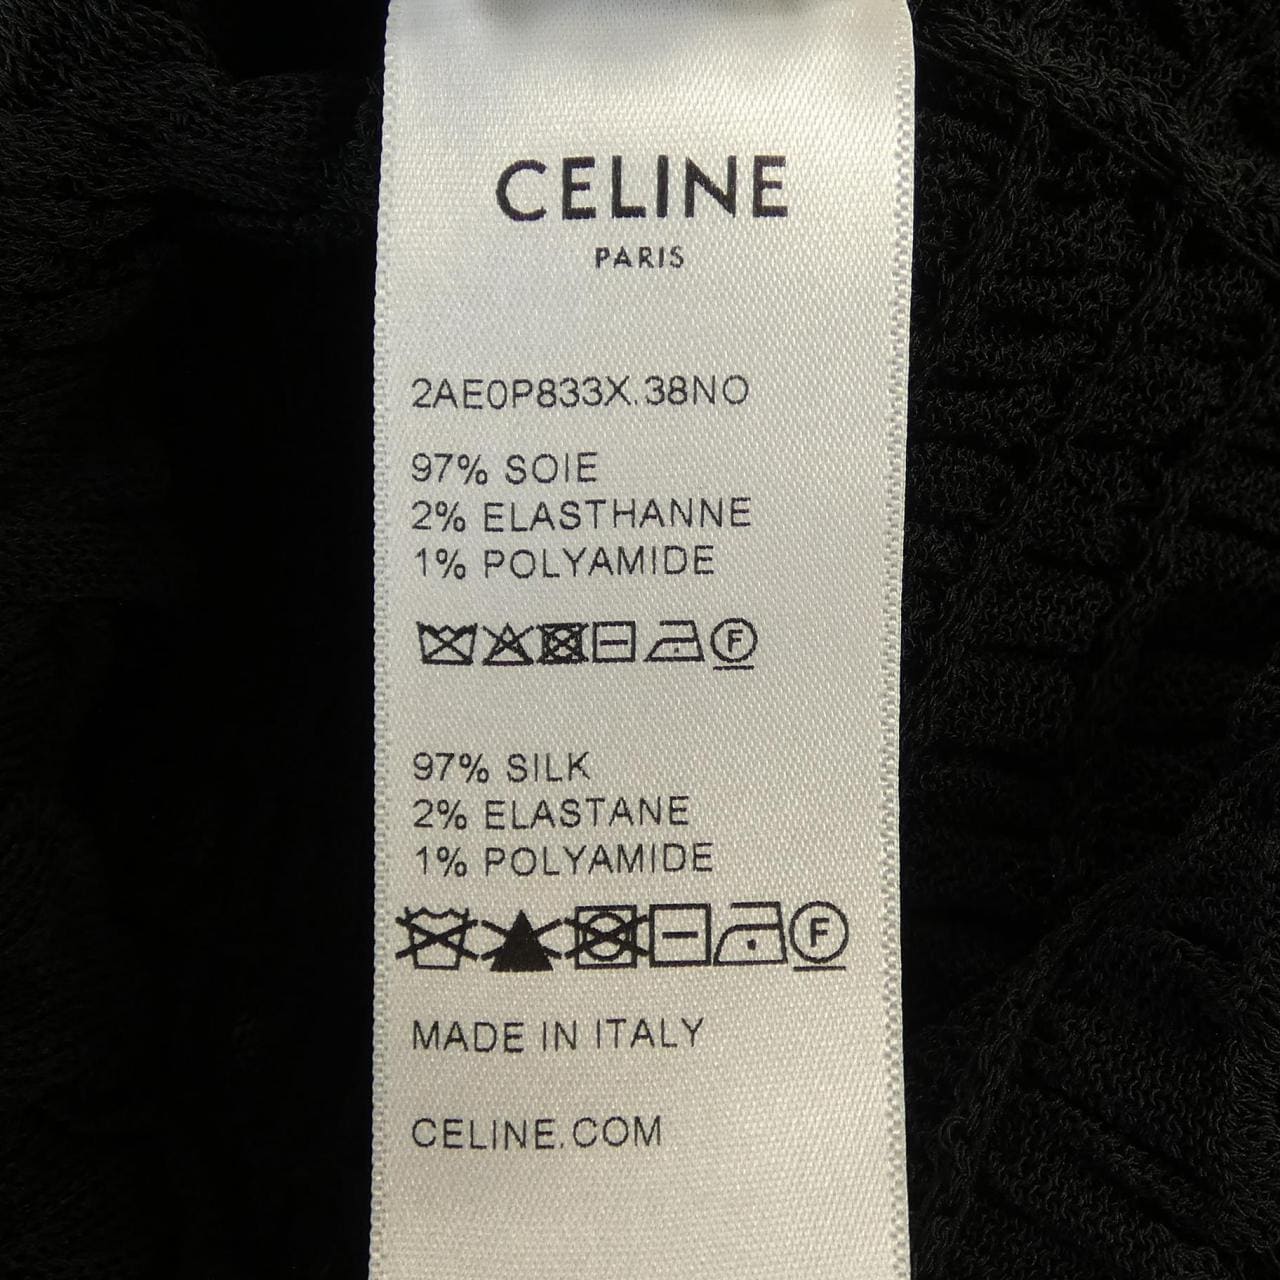 CELINE
PARIS
2AE0P833X.38NO
97% SOIE
2% ELASTHANNE
1% POLYAMIDE
F
97% SILK
2% ELASTANE
1% POLYAMIDE
F
MADE IN ITALY
CELINE.COM